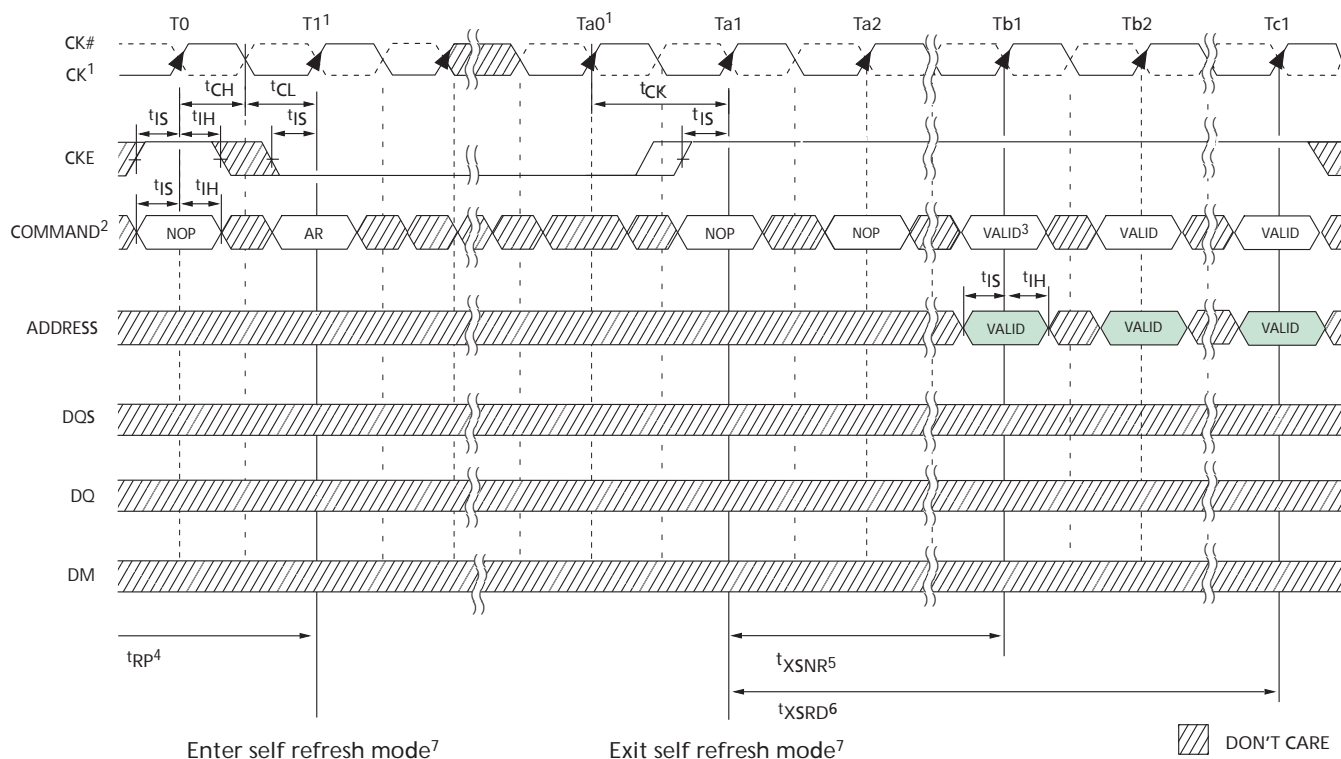 T0 T1¹ Ta0¹ Ta1 Ta2 Tb1 Tb2 Tc1
CK#
CK¹
tCH tCL tCK
tIS tIH tIS tIS
CKE
tIS tIH
COMMAND² NOP AR NOP NOP VALID³ VALID VALID
tIS tIH
ADDRESS VALID VALID VALID
DQS
DQ
DM
tRP⁴ tXSNR⁵
tXSRD⁶
Enter self refresh mode⁷ Exit self refresh mode⁷ DON'T CARE